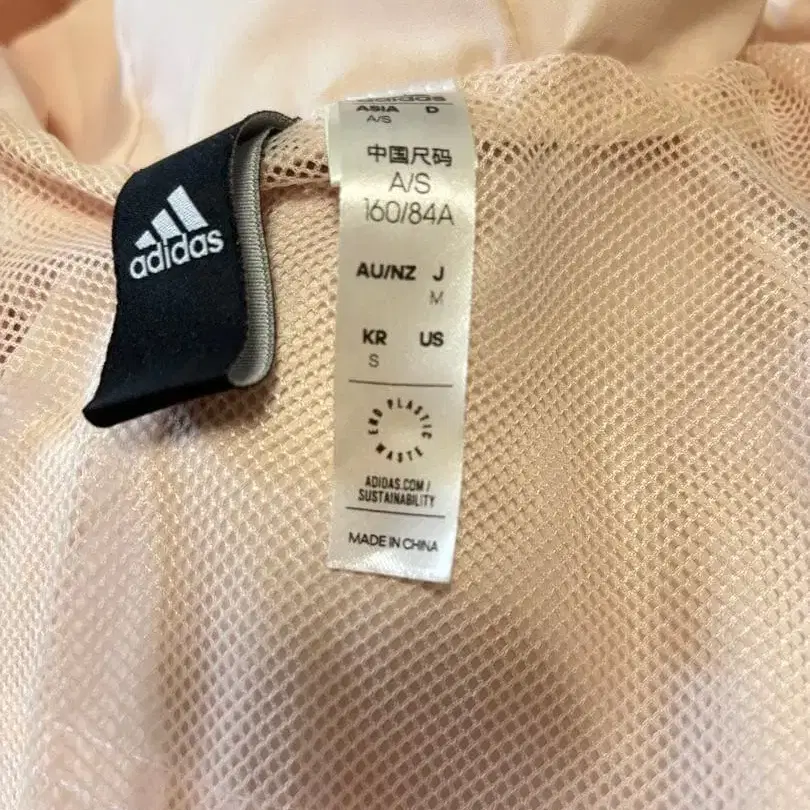 adidas
adidas
ASIA D
A/S
中国尺码
A/S
160/84A
AU/NZ J
M
KR US
S
END PLASTIC WASTE
ADIDAS.COM/
SUSTAINABILITY
MADE IN CHINA